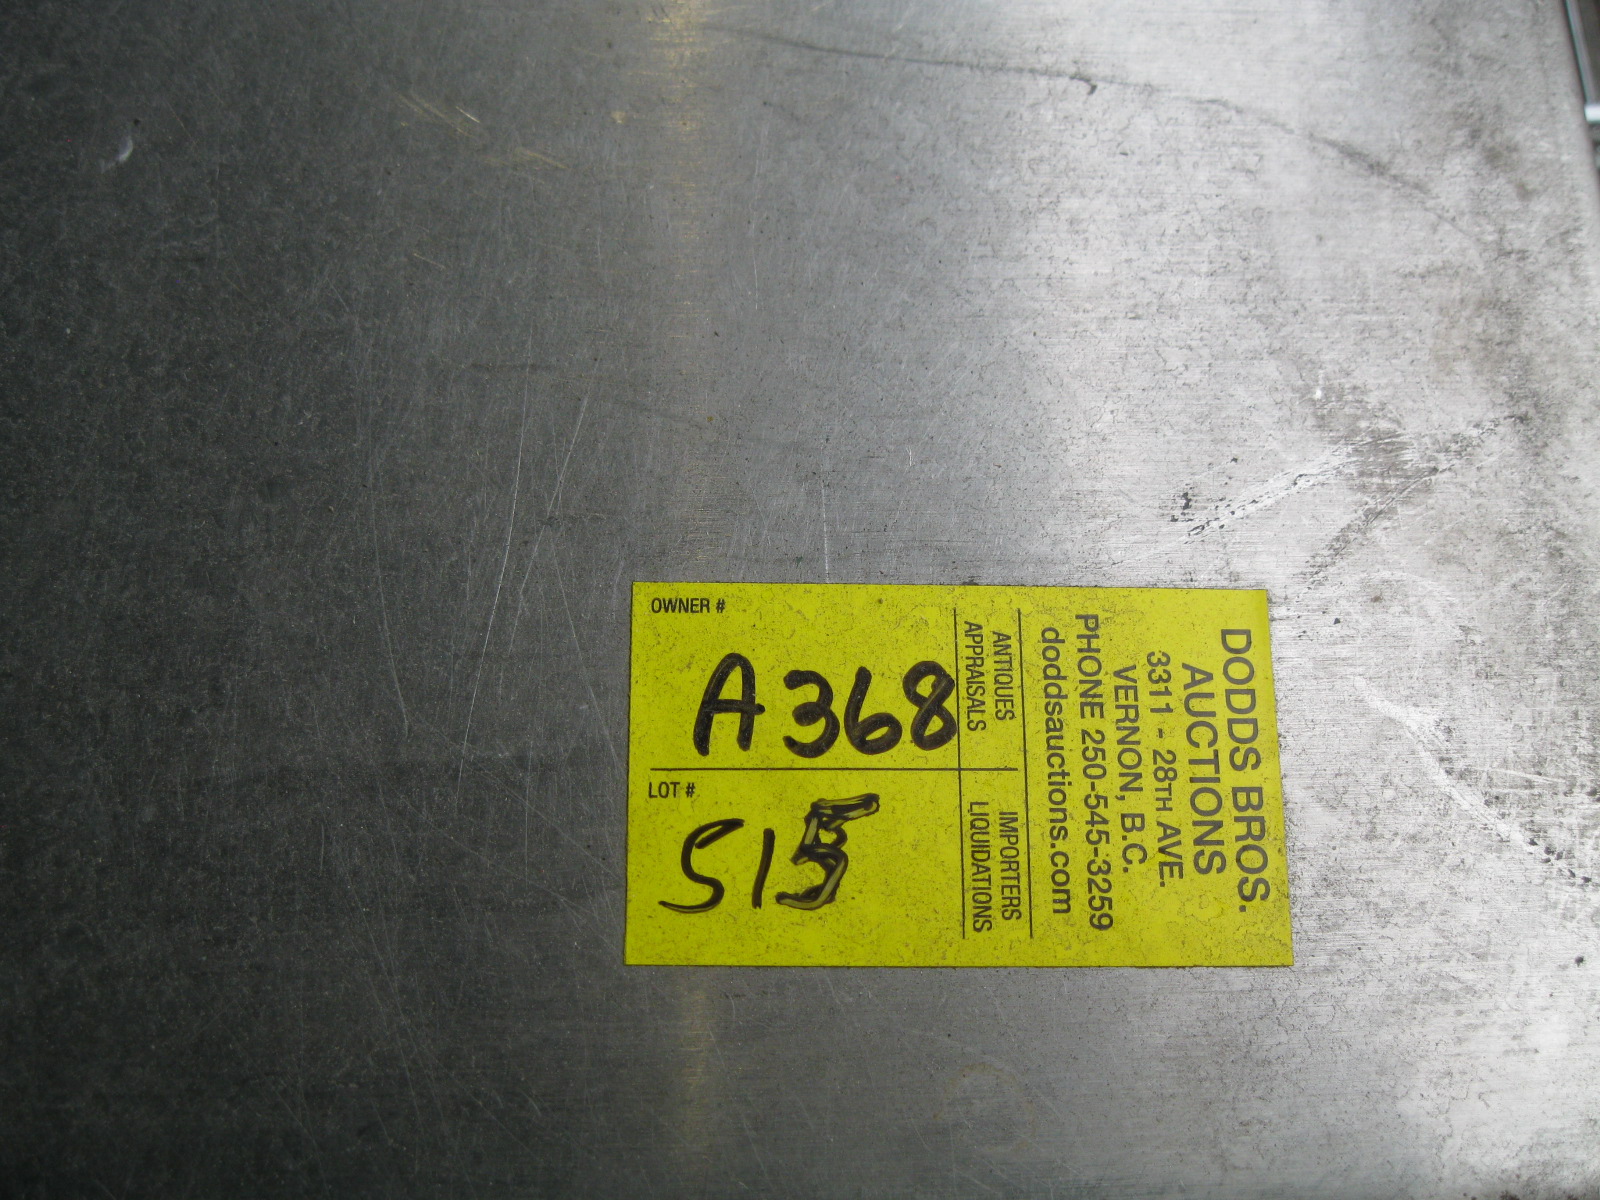 DODDS BROS.
AUCTIONS
3311 - 28TH AVE.
VERNON, B.C.
PHONE 250-545-3259
doddsauctions.com
ANTIQUES IMPORTERS
APPRAISALS LIQUIDATIONS
OWNER #
A368
LOT #
515